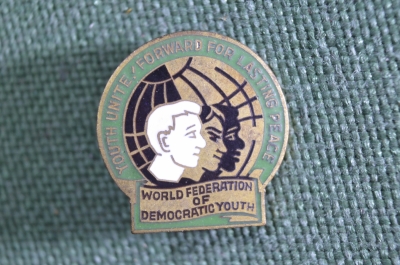 YOUTH UNITE/FORWARD FOR LASTING PEACE
WORLD FEDERATION
OF
DEMOCRATIC YOUTH